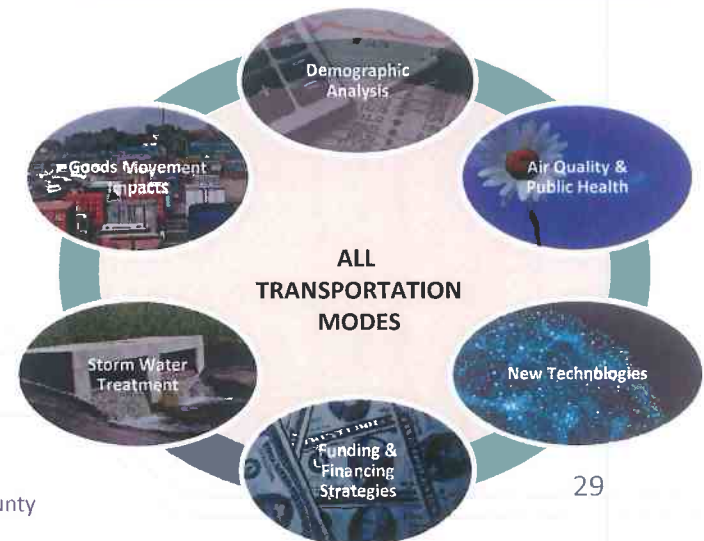 Demographic
Analysis
Goods Movement
Impacts
Air Quality &
Public Health
ALL
TRANSPORTATION
MODES
Storm Water
Treatment
New Technologies
Funding &
Financing
Strategies
29
unty